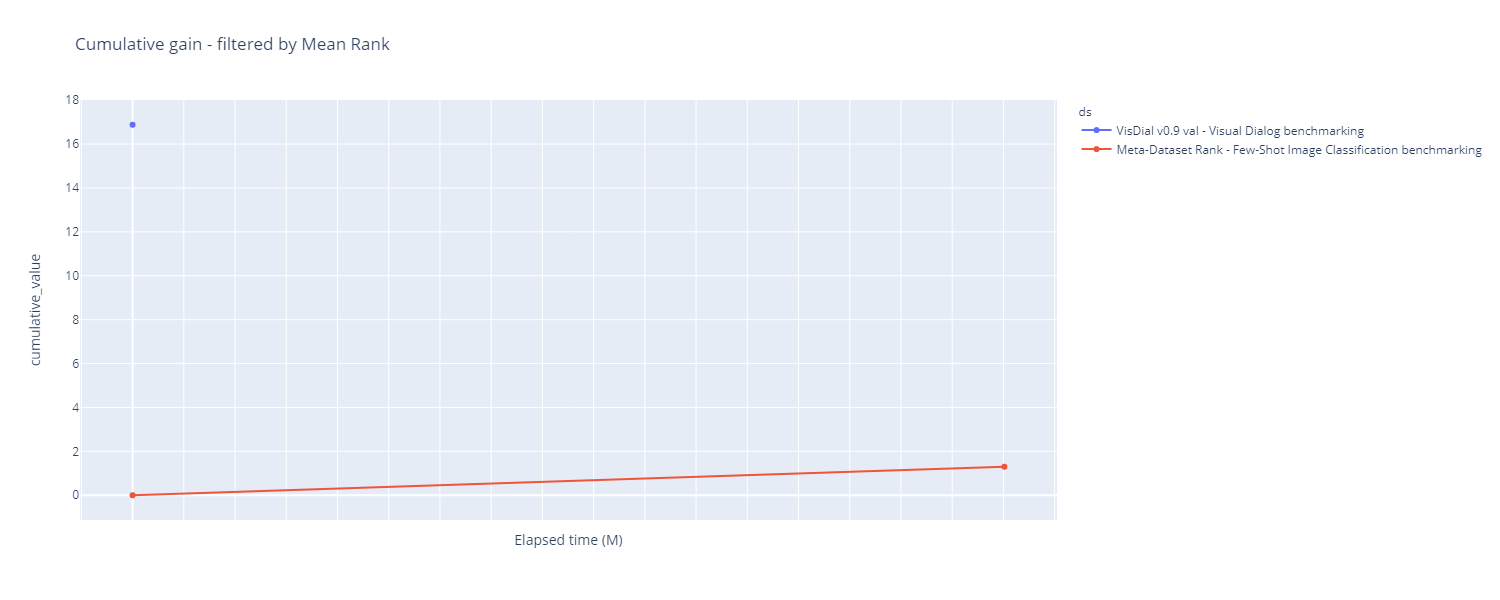 Cumulative gain - filtered by Mean Rank
18
16
14
12
10
8
6
4
2
0
cumulative_value
Elapsed time (M)
ds
VisDial v0.9 val - Visual Dialog benchmarking
Meta-Dataset Rank - Few-Shot Image Classification benchmarking